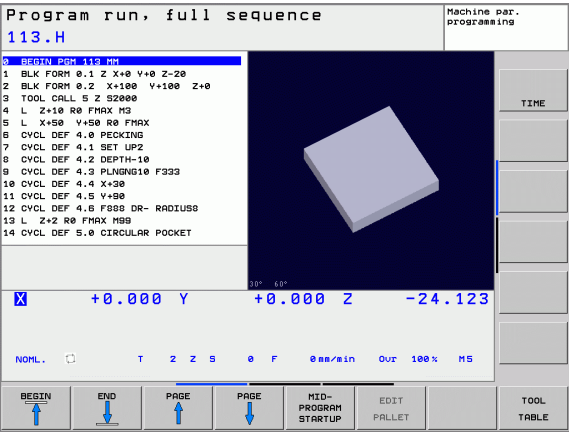 Program run, full sequence
Machine par.
programming
113.H
0 BEGIN PGM 113 MM
1 BLK FORM 0.1 Z X+0 Y+0 Z-20
2 BLK FORM 0.2 X+100 Y+100 Z+0
3 TOOL CALL 5 Z S2000
4 L Z+10 R0 FMAX M3
5 L X+50 Y+50 R0 FMAX
6 CYCL DEF 4.0 PECKING
7 CYCL DEF 4.1 SET UP2
8 CYCL DEF 4.2 DEPTH-10
9 CYCL DEF 4.3 PLNGNG10 F333
10 CYCL DEF 4.4 X+30
11 CYCL DEF 4.5 Y+90
12 CYCL DEF 4.6 F888 DR- RADIUS8
13 L Z+2 R0 FMAX M99
14 CYCL DEF 5.0 CIRCULAR POCKET
30° 60°
TIME
X +0.000 Y +0.000 Z -24.123
NOML. T 2 Z S 0 F 0mm/min Ovr 100% M5
BEGIN
END
PAGE
PAGE
MID-
PROGRAM
STARTUP
EDIT
PALLET
TOOL
TABLE